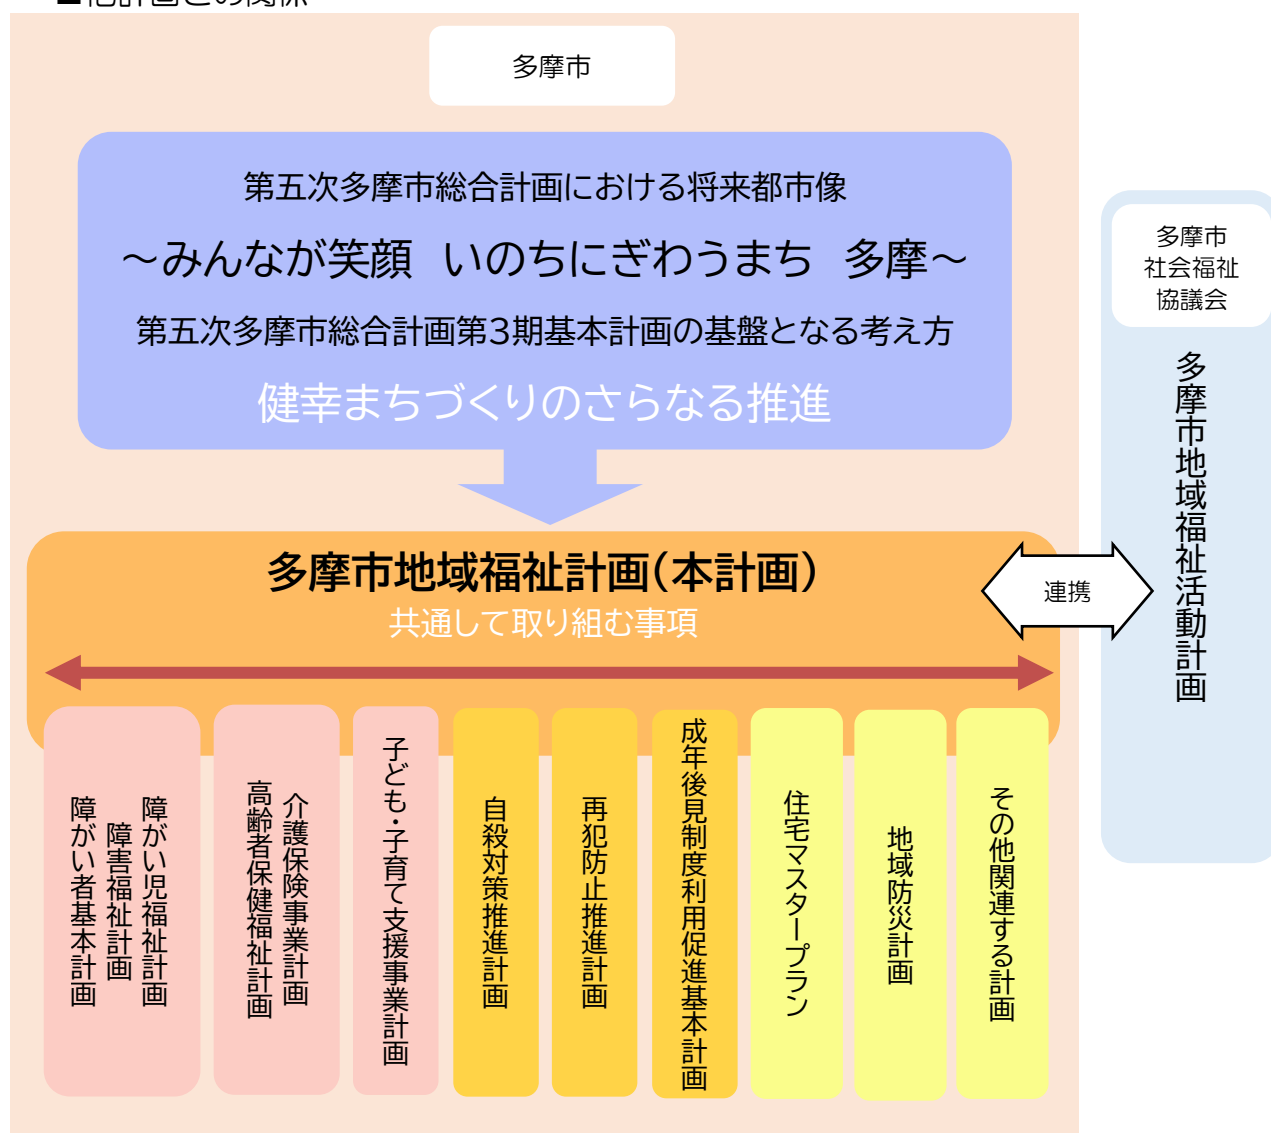 ■他計画との関係
多摩市
第五次多摩市総合計画における将来都市像
～みんなが笑顔　いのちにぎわうまち　多摩～
第五次多摩市総合計画第3期基本計画の基盤となる考え方
健幸まちづくりのさらなる推進
多摩市地域福祉計画(本計画)
共通して取り組む事項
連携
多摩市
社会福祉
協議会
多摩市地域福祉活動計画
障がい児福祉計画
障害福祉計画
障がい者基本計画
介護保険事業計画
高齢者保健福祉計画
子ども・子育て支援事業計画
自殺対策推進計画
再犯防止推進計画
成年後見制度利用促進基本計画
住宅マスタープラン
地域防災計画
その他関連する計画